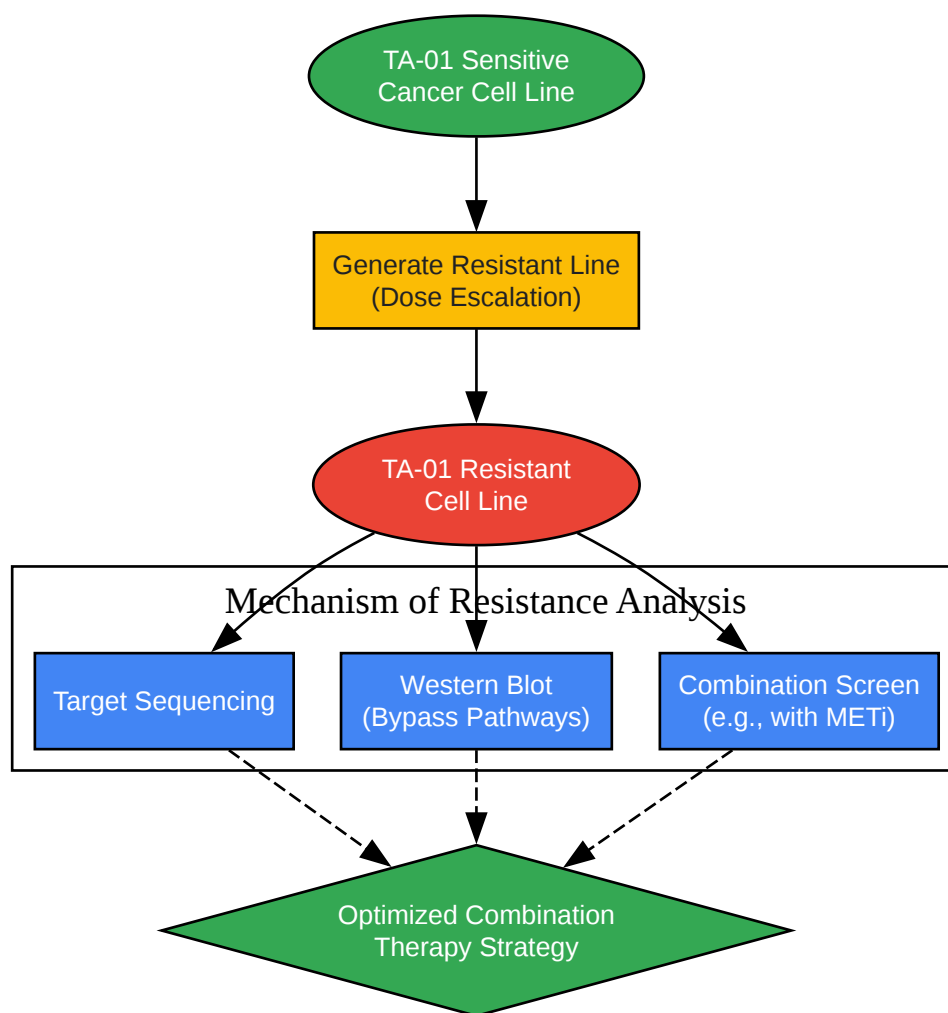 TA-01 Sensitive
Cancer Cell Line
Generate Resistant Line
(Dose Escalation)
TA-01 Resistant
Cell Line
Mechanism of Resistance Analysis
Target Sequencing
Western Blot
(Bypass Pathways)
Combination Screen
(e.g., with METi)
Optimized Combination
Therapy Strategy